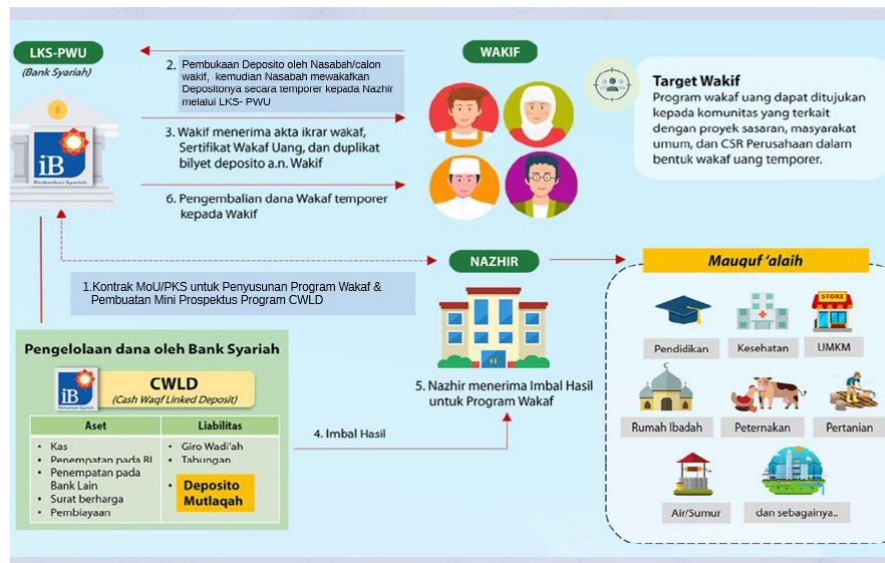 LKS-PWU
(Bank Syariah)
iB
Perbankan Syariah
2. Pembukaan Deposito oleh Nasabah/calon
wakif, kemudian Nasabah mewakafkan
Depositonya secara temporer kepada Nazhir
melalui LKS- PWU
3. Wakif menerima akta ikrar wakaf,
Sertifikat Wakaf Uang, dan duplikat
bilyet deposito a.n. Wakif
6. Pengembalian dana Wakaf temporer
kepada Wakif
WAKIF
Target Wakif
Program wakaf uang dapat ditujukan
kepada komunitas yang terkait
dengan proyek sasaran, masyarakat
umum, dan CSR Perusahaan dalam
bentuk wakaf uang temporer.
1.Kontrak MoU/PKS untuk Penyusunan Program Wakaf &
Pembuatan Mini Prospektus Program CWLD
NAZHIR
5. Nazhir menerima Imbal Hasil
untuk Program Wakaf
Pengelolaan dana oleh Bank Syariah
iB
CWLD
(Cash Waqf Linked Deposit)
Aset
• Kas
• Penempatan pada BI
• Penempatan pada
Bank Lain
• Surat berharga
• Pembiayaan
Liabilitas
• Giro Wadi'ah
• Tabungan
• Deposito
Mutlaqah
4. Imbal Hasil
Mauquf 'alaih
Pendidikan
Kesehatan
STORE
UMKM
Rumah Ibadah
Peternakan
Pertanian
Air/Sumur
dan sebagainya..